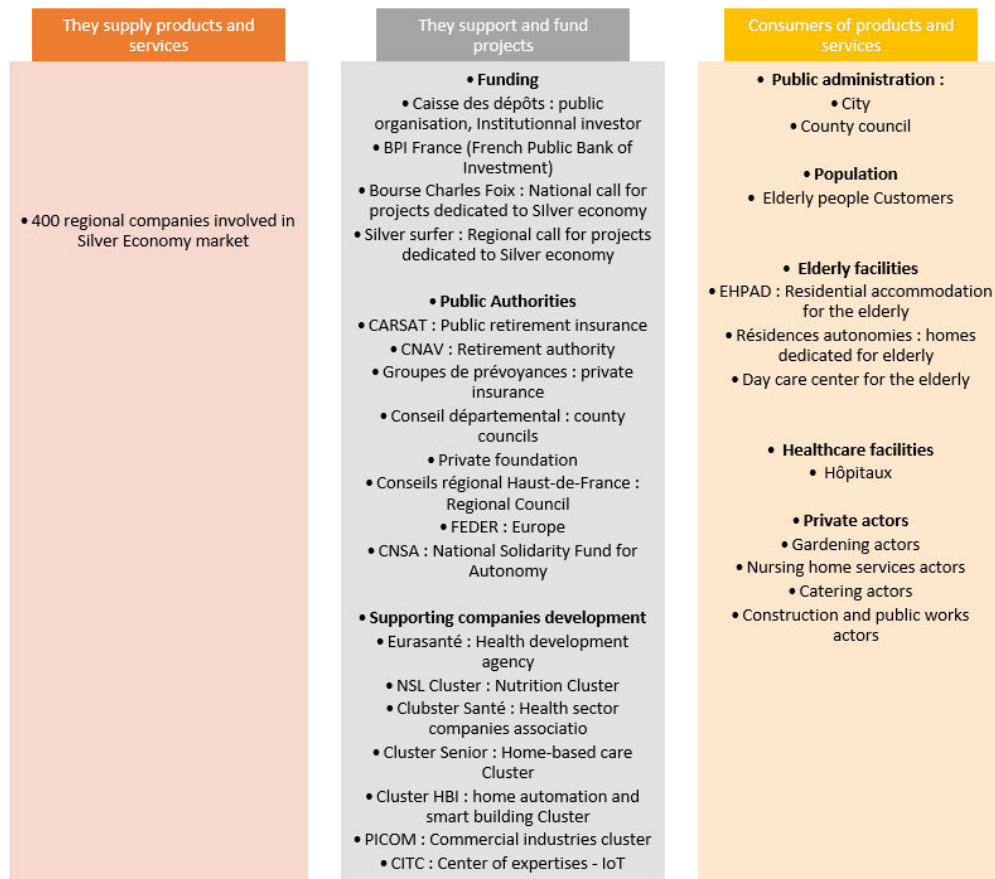 They supply products and
services
• 400 regional companies involved in
Silver Economy market
They support and fund
projects
• Funding
• Caisse des dépôts : public
organisation, Institutionnal investor
• BPI France (French Public Bank of
Investment)
• Bourse Charles Foix : National call for
projects dedicated to SIlver economy
• Silver surfer : Regional call for projects
dedicated to Silver economy
• Public Authorities
• CARSAT : Public retirement insurance
• CNAV : Retirement authority
• Groupes de prévoyances : private
insurance
• Conseil départemental : county
councils
• Private foundation
• Conseils régional Haust-de-France :
Regional Council
• FEDER : Europe
• CNSA : National Solidarity Fund for
Autonomy
• Supporting companies development
• Eurasanté : Health development
agency
• NSL Cluster : Nutrition Cluster
• Clubster Santé : Health sector
companies associatio
• Cluster Senior : Home-based care
Cluster
• Cluster HBI : home automation and
smart building Cluster
• PICOM : Commercial industries cluster
• CITC : Center of expertises - IoT
Consumers of products and
services
• Public administration :
• City
• County council
• Population
• Elderly people Customers
• Elderly facilities
• EHPAD : Residential accommodation
for the elderly
• Résidences autonomies : homes
dedicated for elderly
• Day care center for the elderly
• Healthcare facilities
• Hôpitaux
• Private actors
• Gardening actors
• Nursing home services actors
• Catering actors
• Construction and public works
actors